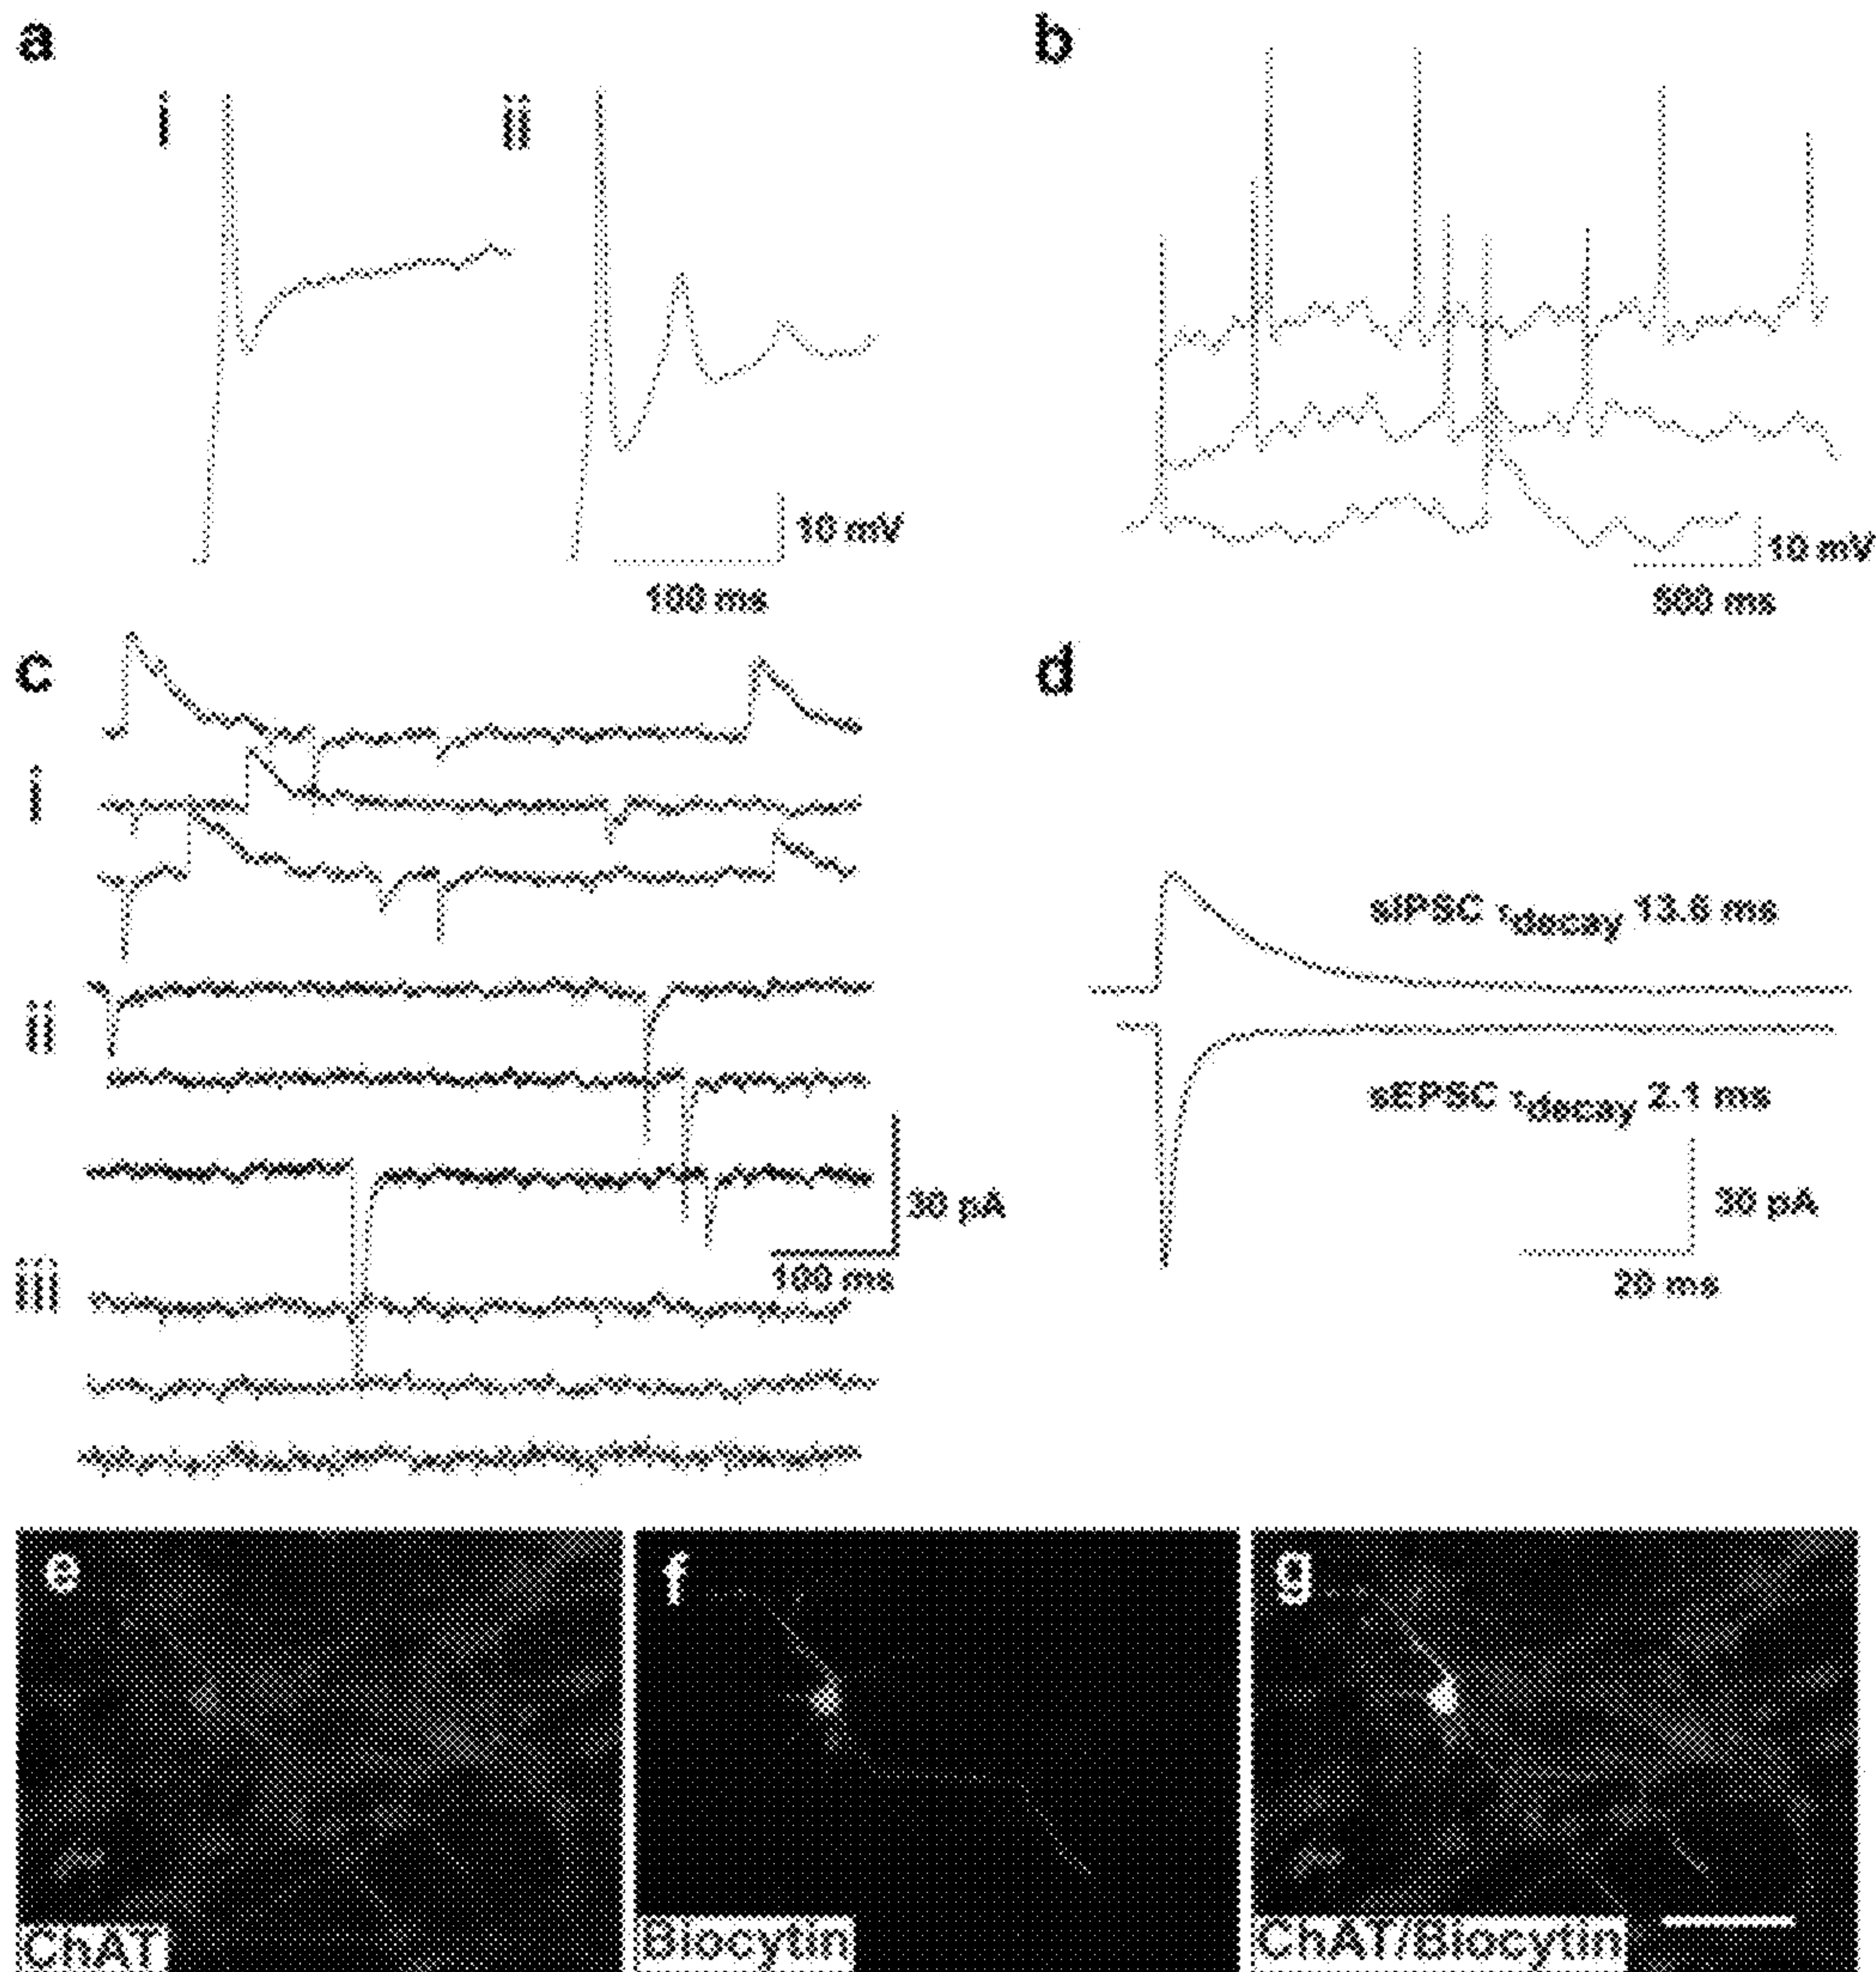 a
b
i
ii
10 mV
100 ms
10 mV
500 ms
c
d
i
sIPSC τdecay 13.6 ms
ii
sEPSC τdecay 2.1 ms
30 pA
100 ms
30 pA
20 ms
iii
e
f
g
ChAT
Biocytin
ChAT/Biocytin